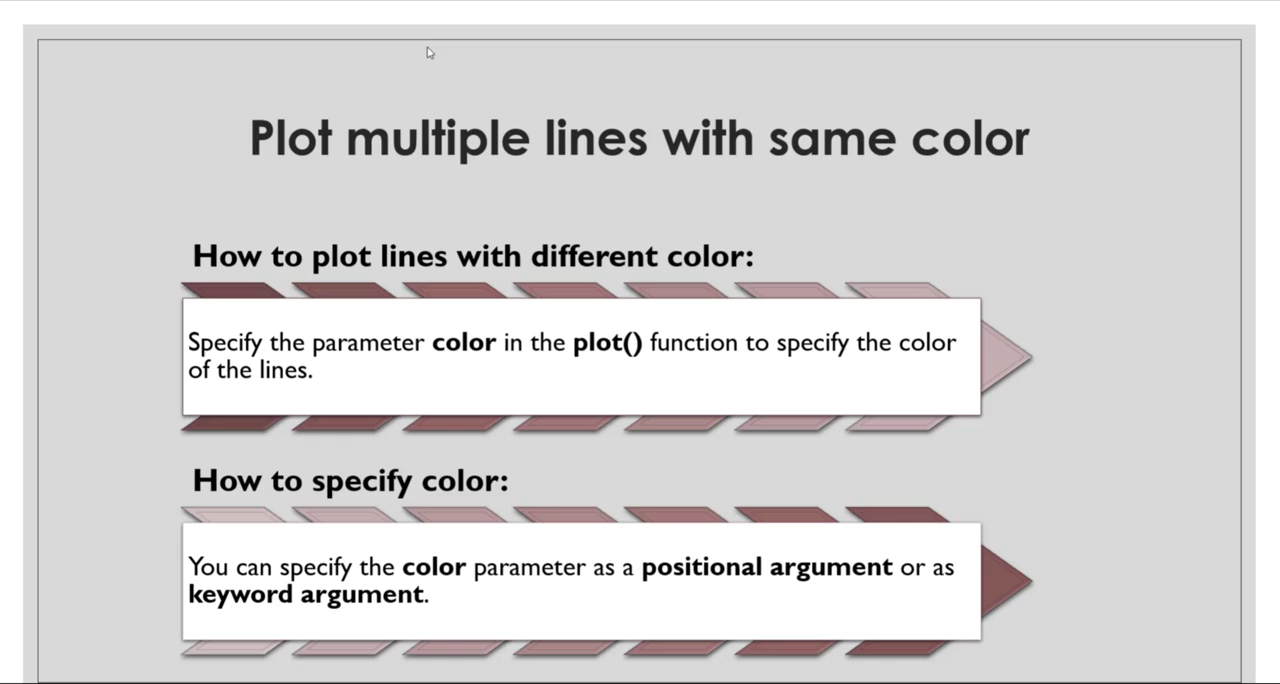 Plot multiple lines with same color
How to plot lines with different color:
Specify the parameter color in the plot() function to specify the color
of the lines.
How to specify color:
You can specify the color parameter as a positional argument or as
keyword argument.